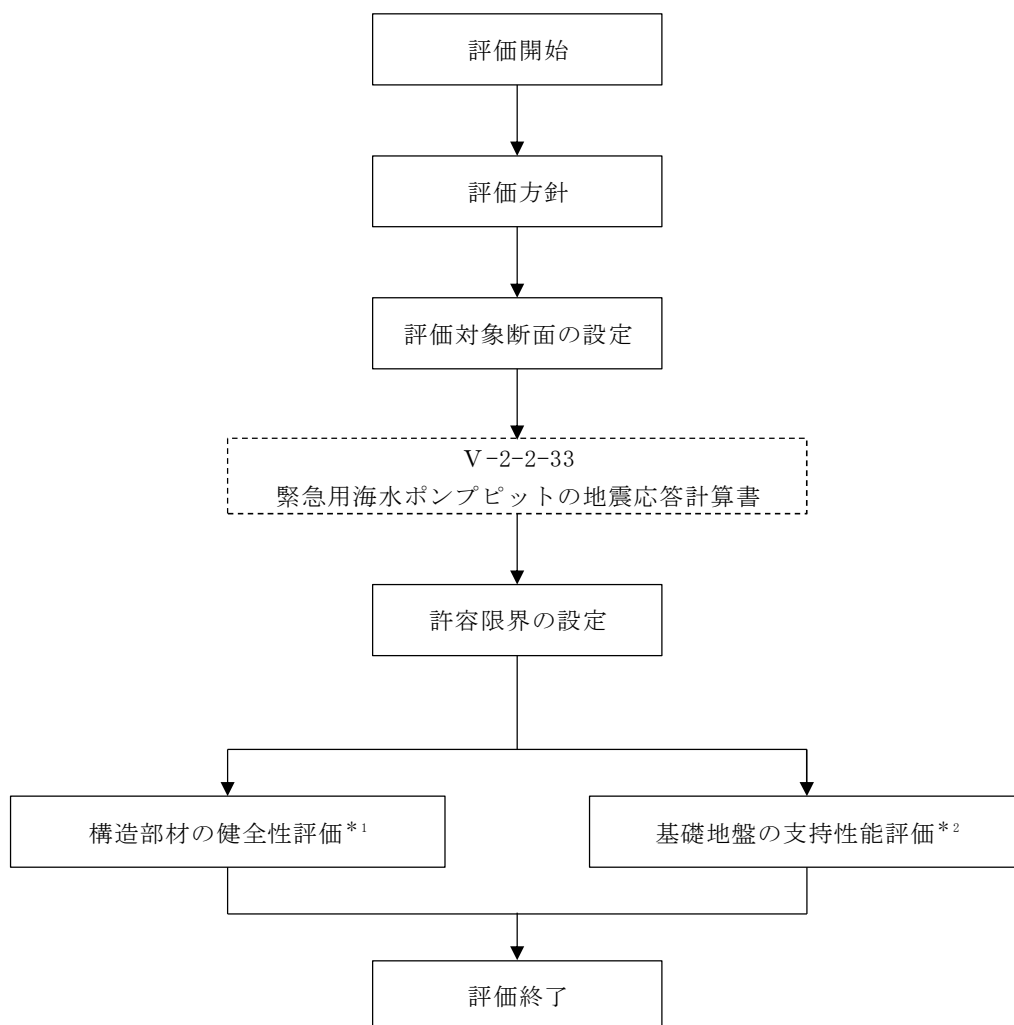 評価開始
評価方針
評価対象断面の設定
Ⅴ-2-2-33
緊急用海水ポンプピットの地震応答計算書
許容限界の設定
構造部材の健全性評価*1
基礎地盤の支持性能評価*2
評価終了